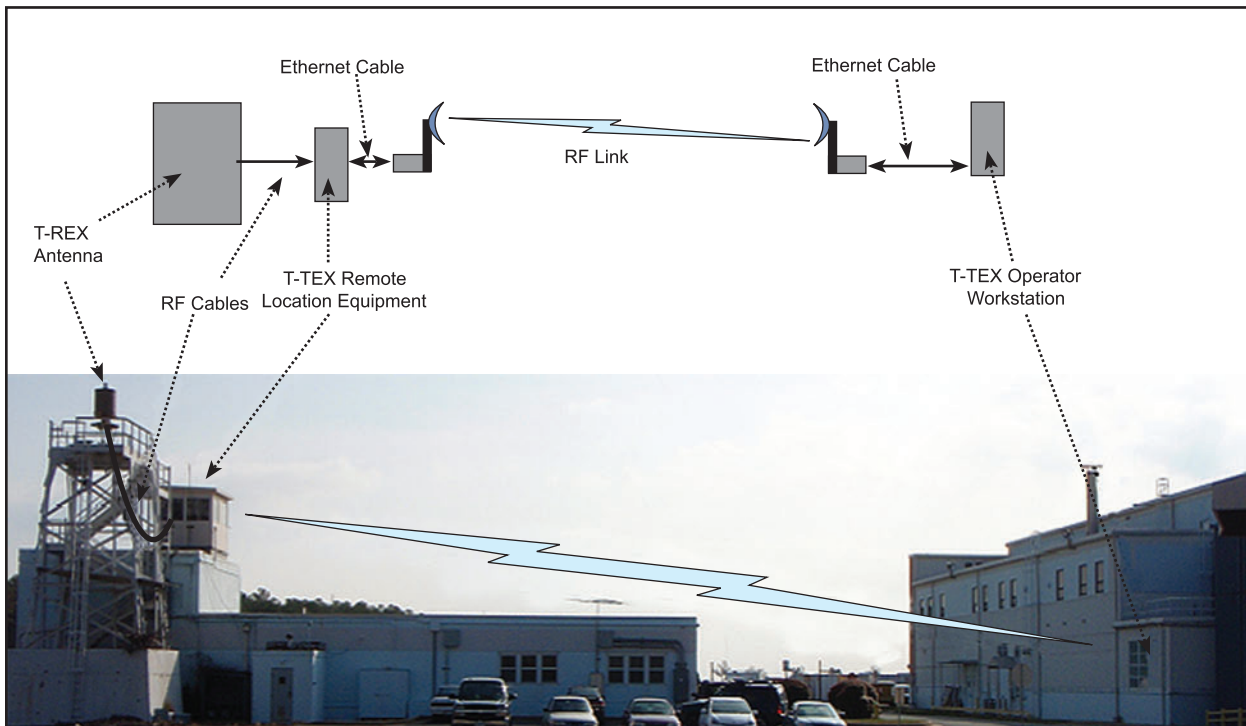 Ethernet Cable
Ethernet Cable
RF Link
T-REX
Antenna
RF Cables
T-TEX Remote
Location Equipment
T-TEX Operator
Workstation